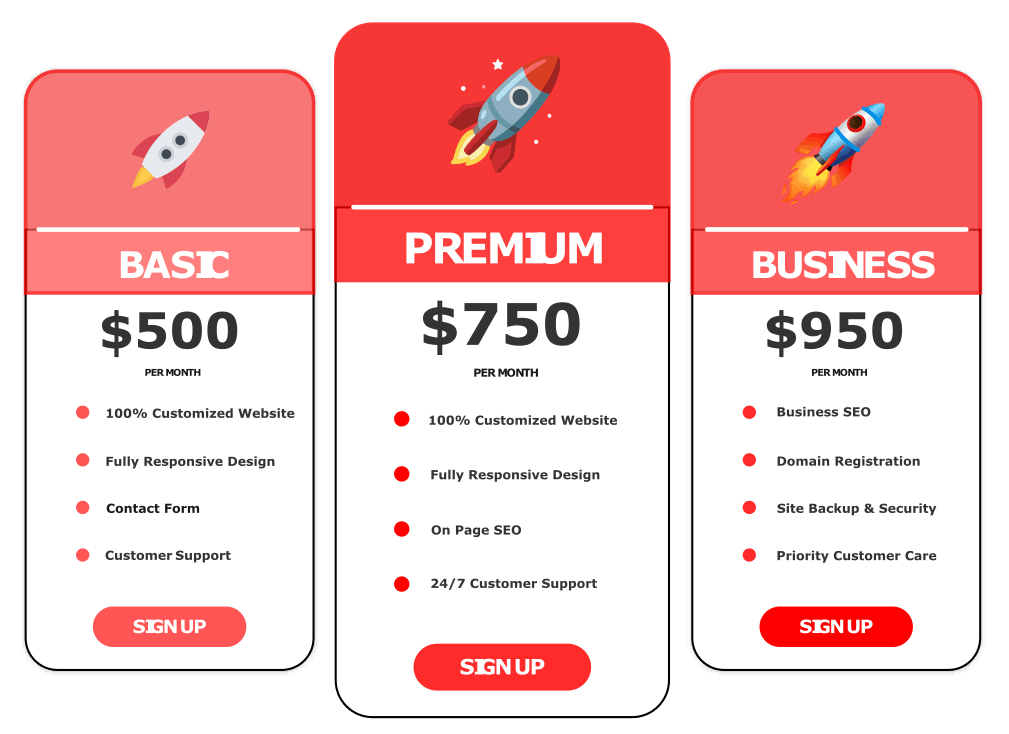 BASIC
$500
PER MONTH
100% Customized Website
Fully Responsive Design
Contact Form
Customer Support
SIGN UP
PREMIUM
$750
PER MONTH
100% Customized Website
Fully Responsive Design
On Page SEO
24/7 Customer Support
SIGN UP
BUSINESS
$950
PER MONTH
Business SEO
Domain Registration
Site Backup & Security
Priority Customer Care
SIGN UP